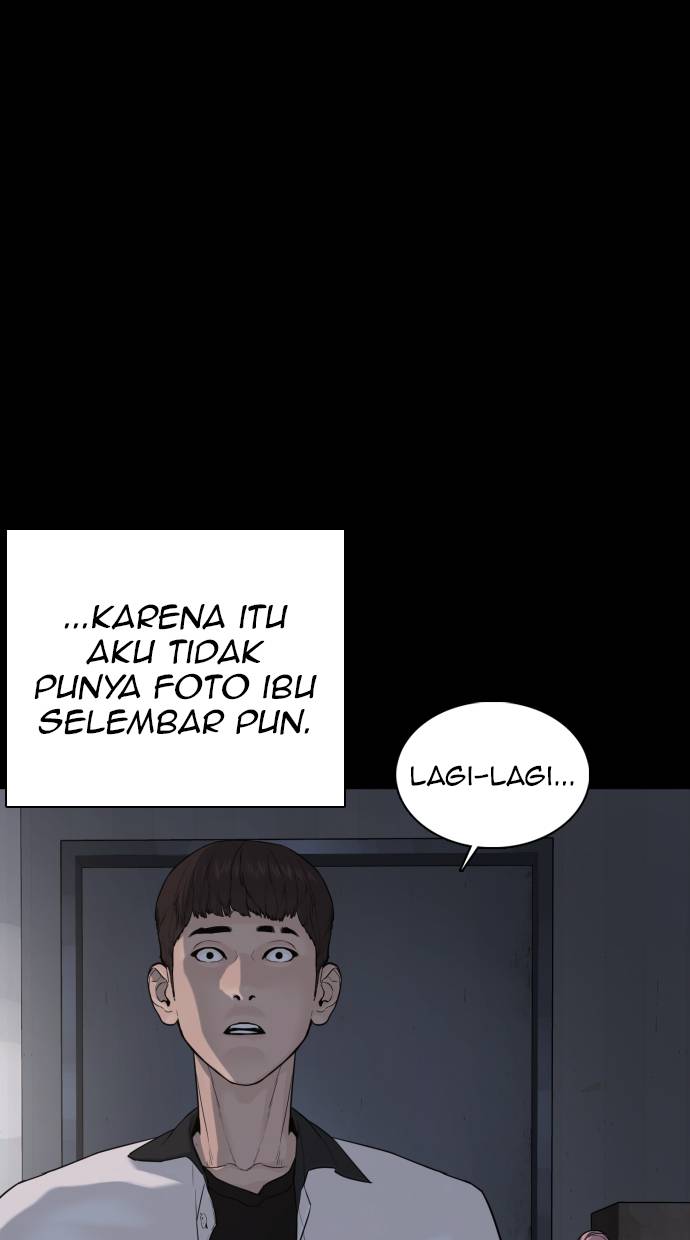 ...KARENA ITU
AKU TIDAK
PUNYA FOTO IBU
SELEMBAR PUN.
LAGI-LAGI...